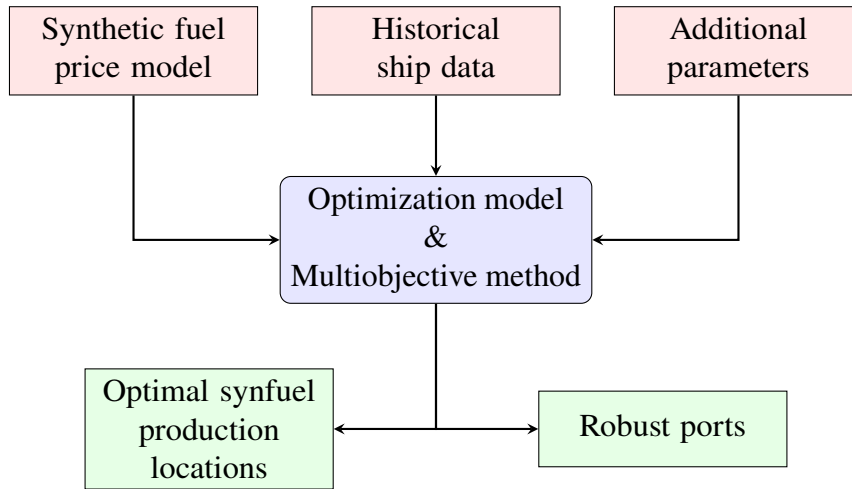 Synthetic fuel
price model
Historical
ship data
Additional
parameters
Optimization model
&
Multiobjective method
Optimal synfuel
production
locations
Robust ports